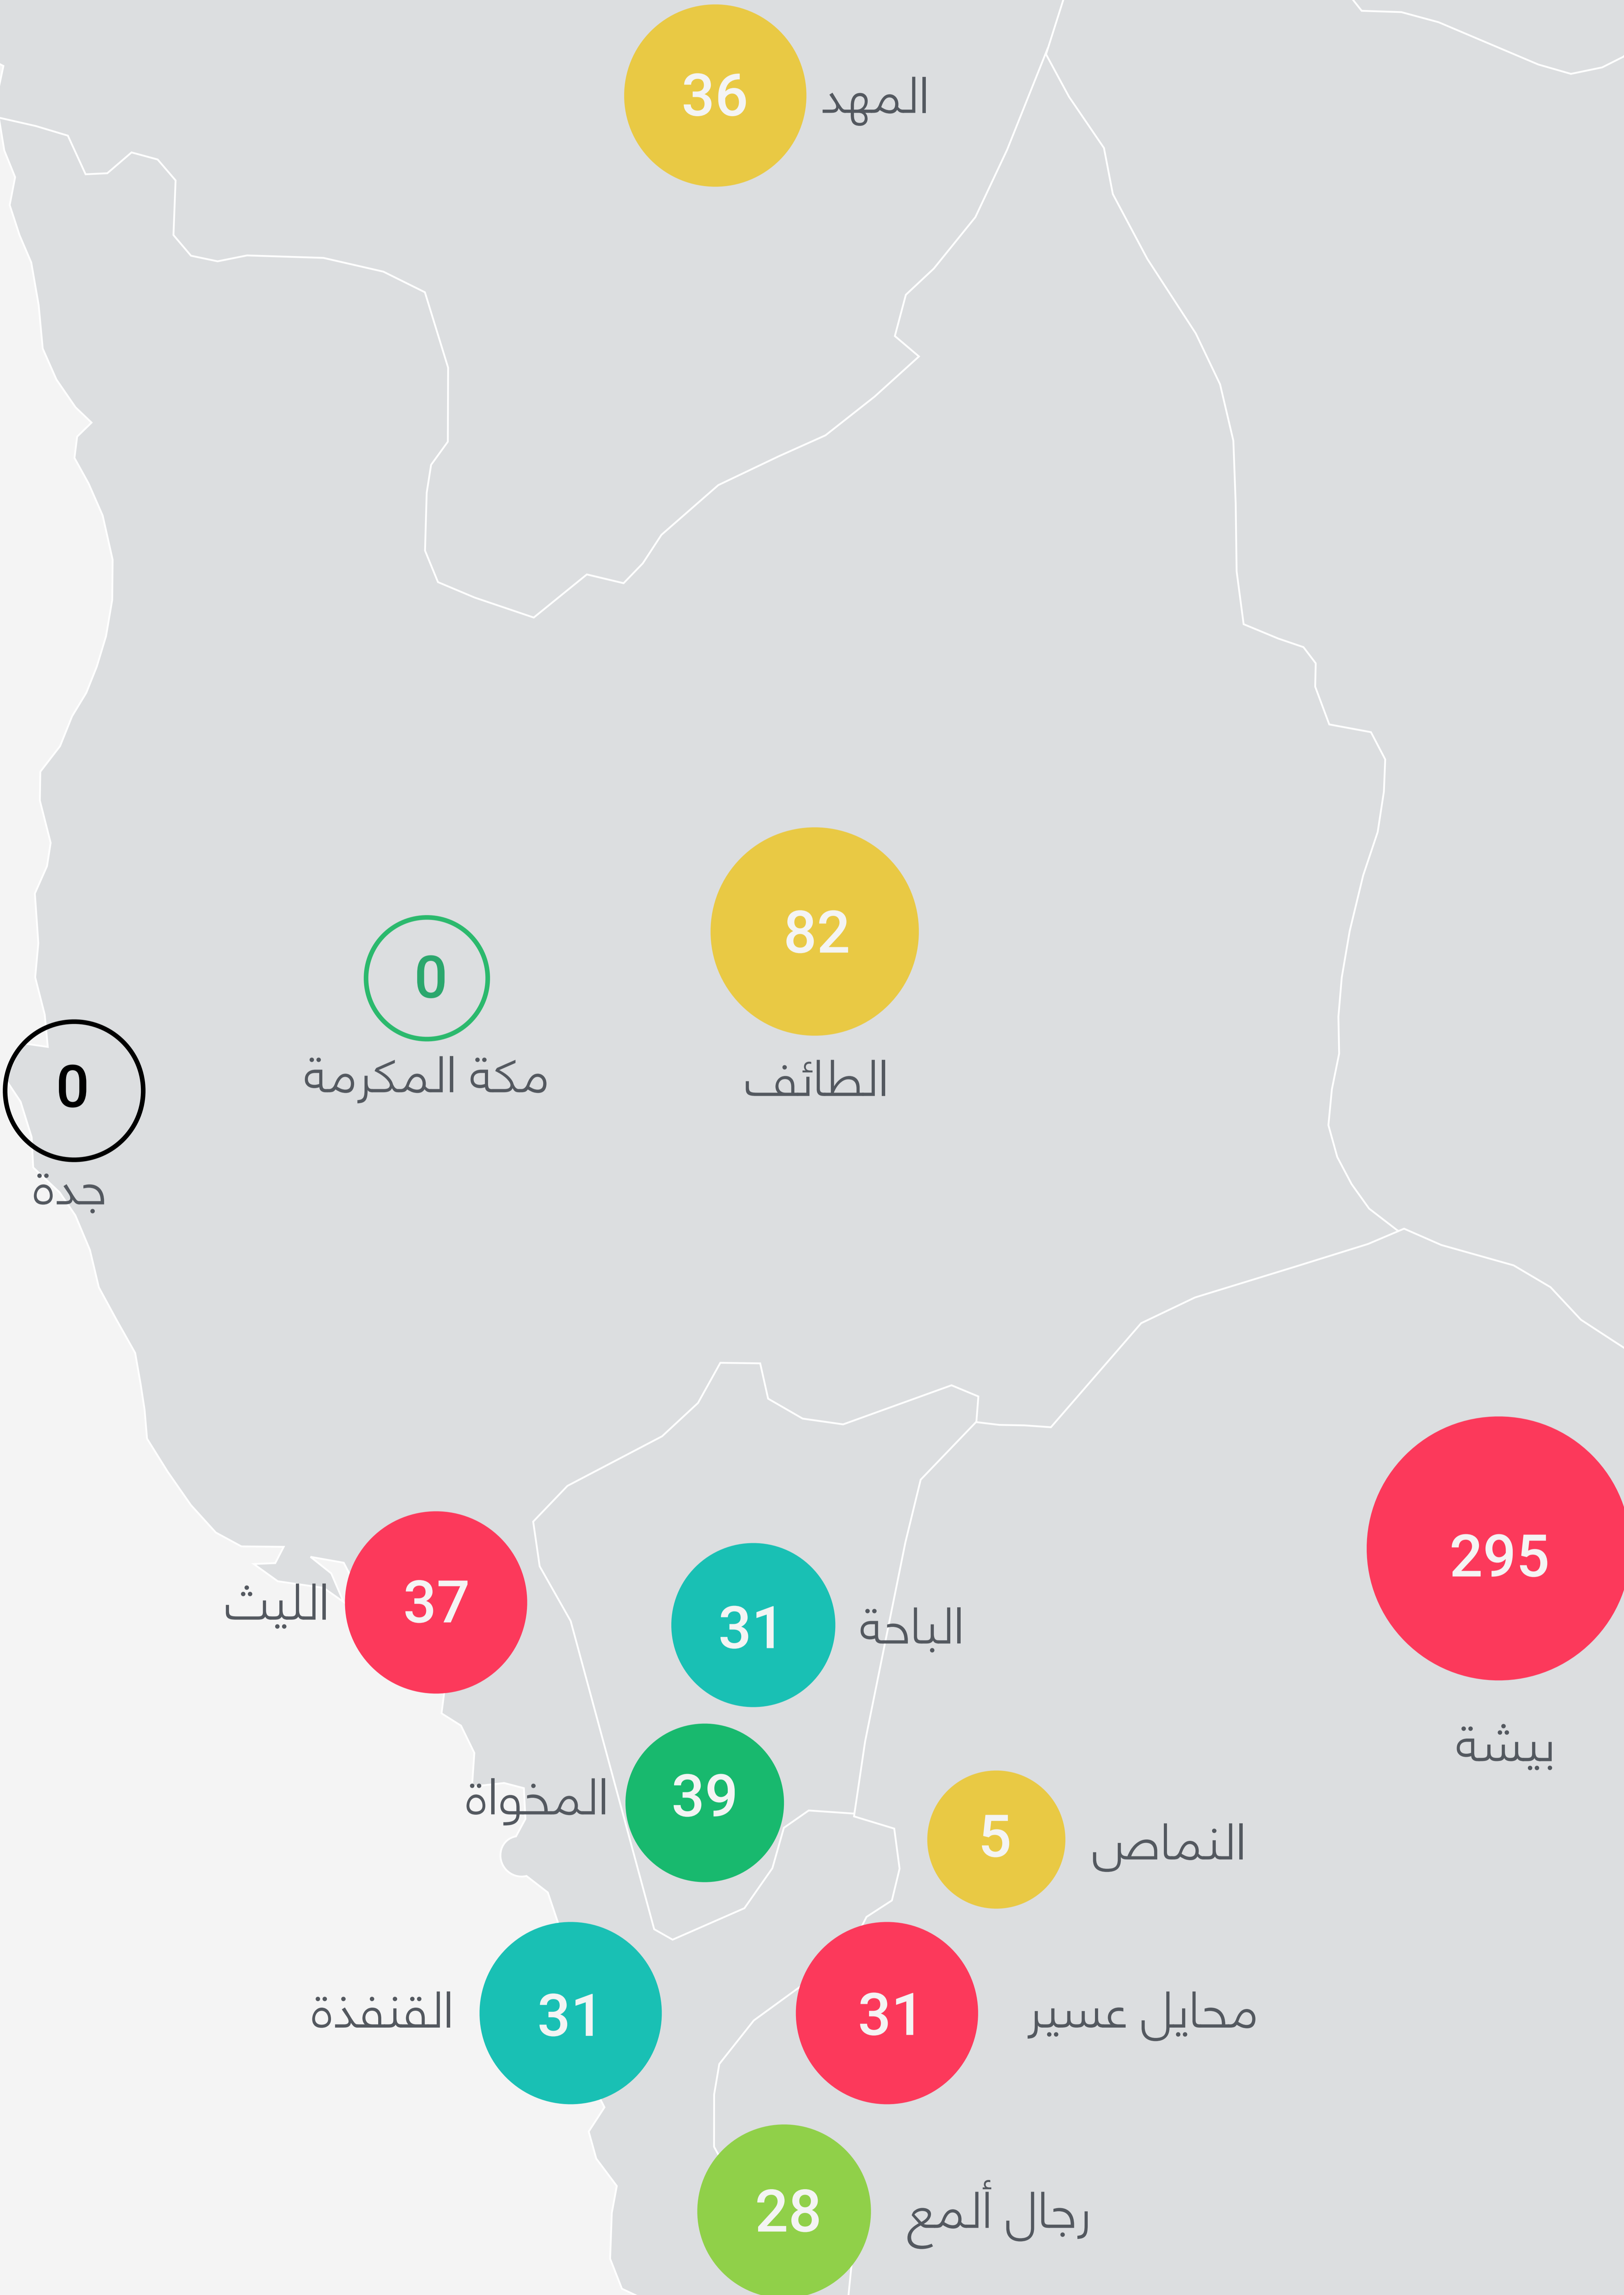 36
المهد
82
الطائف
0
مكة المكرمة
0
جدة
295
بيشة
37
الليث
31
الباحة
39
المخواة
5
النماص
31
القنفذة
31
محايل عسير
28
رجال ألمع